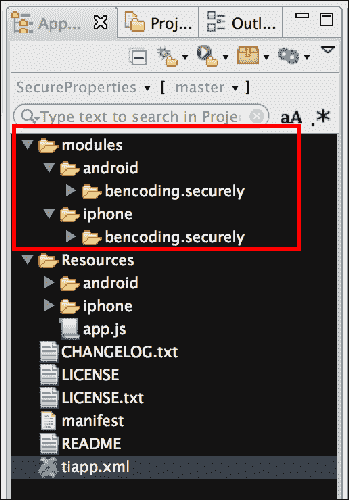 App... Proj... Outl...
SecureProperties [ master ]
Type text to search in Proje aA .*
modules
android
bencoding.securely
iphone
bencoding.securely
Resources
android
iphone
app.js
CHANGELOG.txt
LICENSE
LICENSE.txt
manifest
README
tiapp.xml